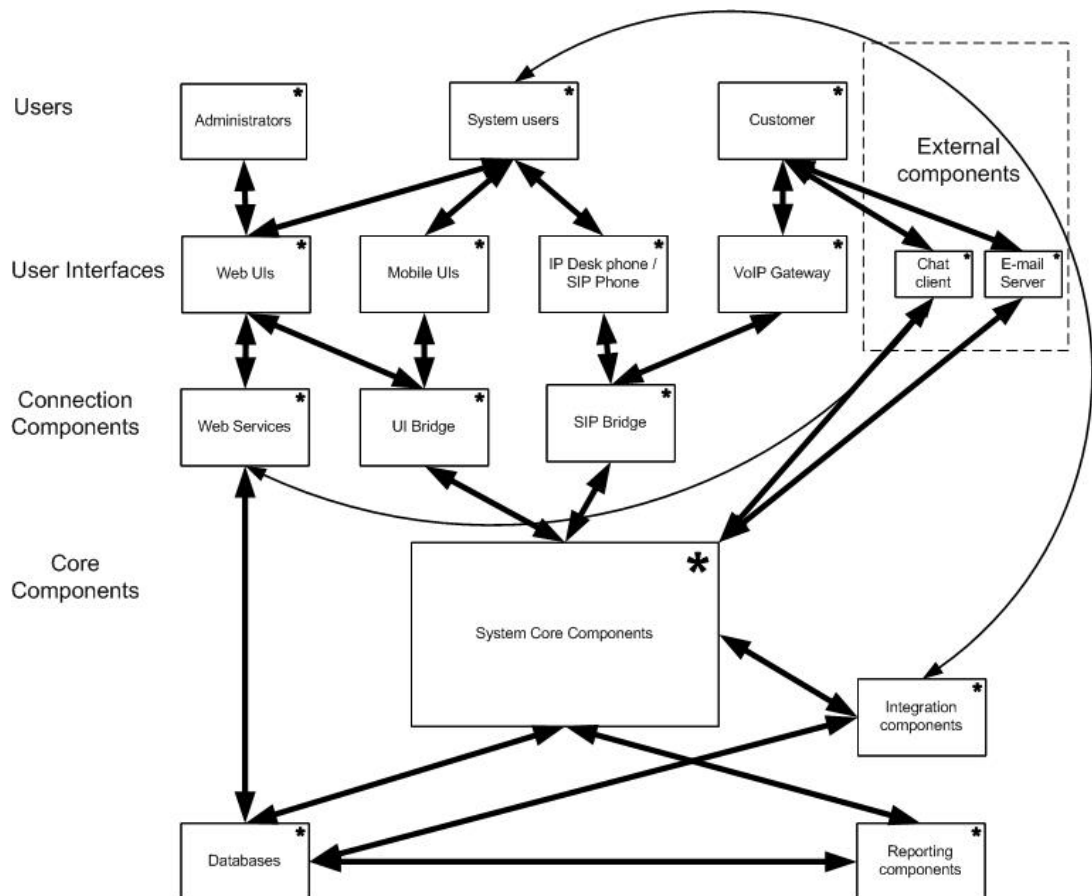 Users
Administrators *
System users *
Customer *
External
components
User Interfaces
Web UIs *
Mobile UIs *
IP Desk phone / *
SIP Phone
VoIP Gateway *
Chat *
client
E-mail *
Server
Connection
Components
Web Services *
UI Bridge *
SIP Bridge *
Core
Components
System Core Components *
Integration *
components
Databases *
Reporting *
components